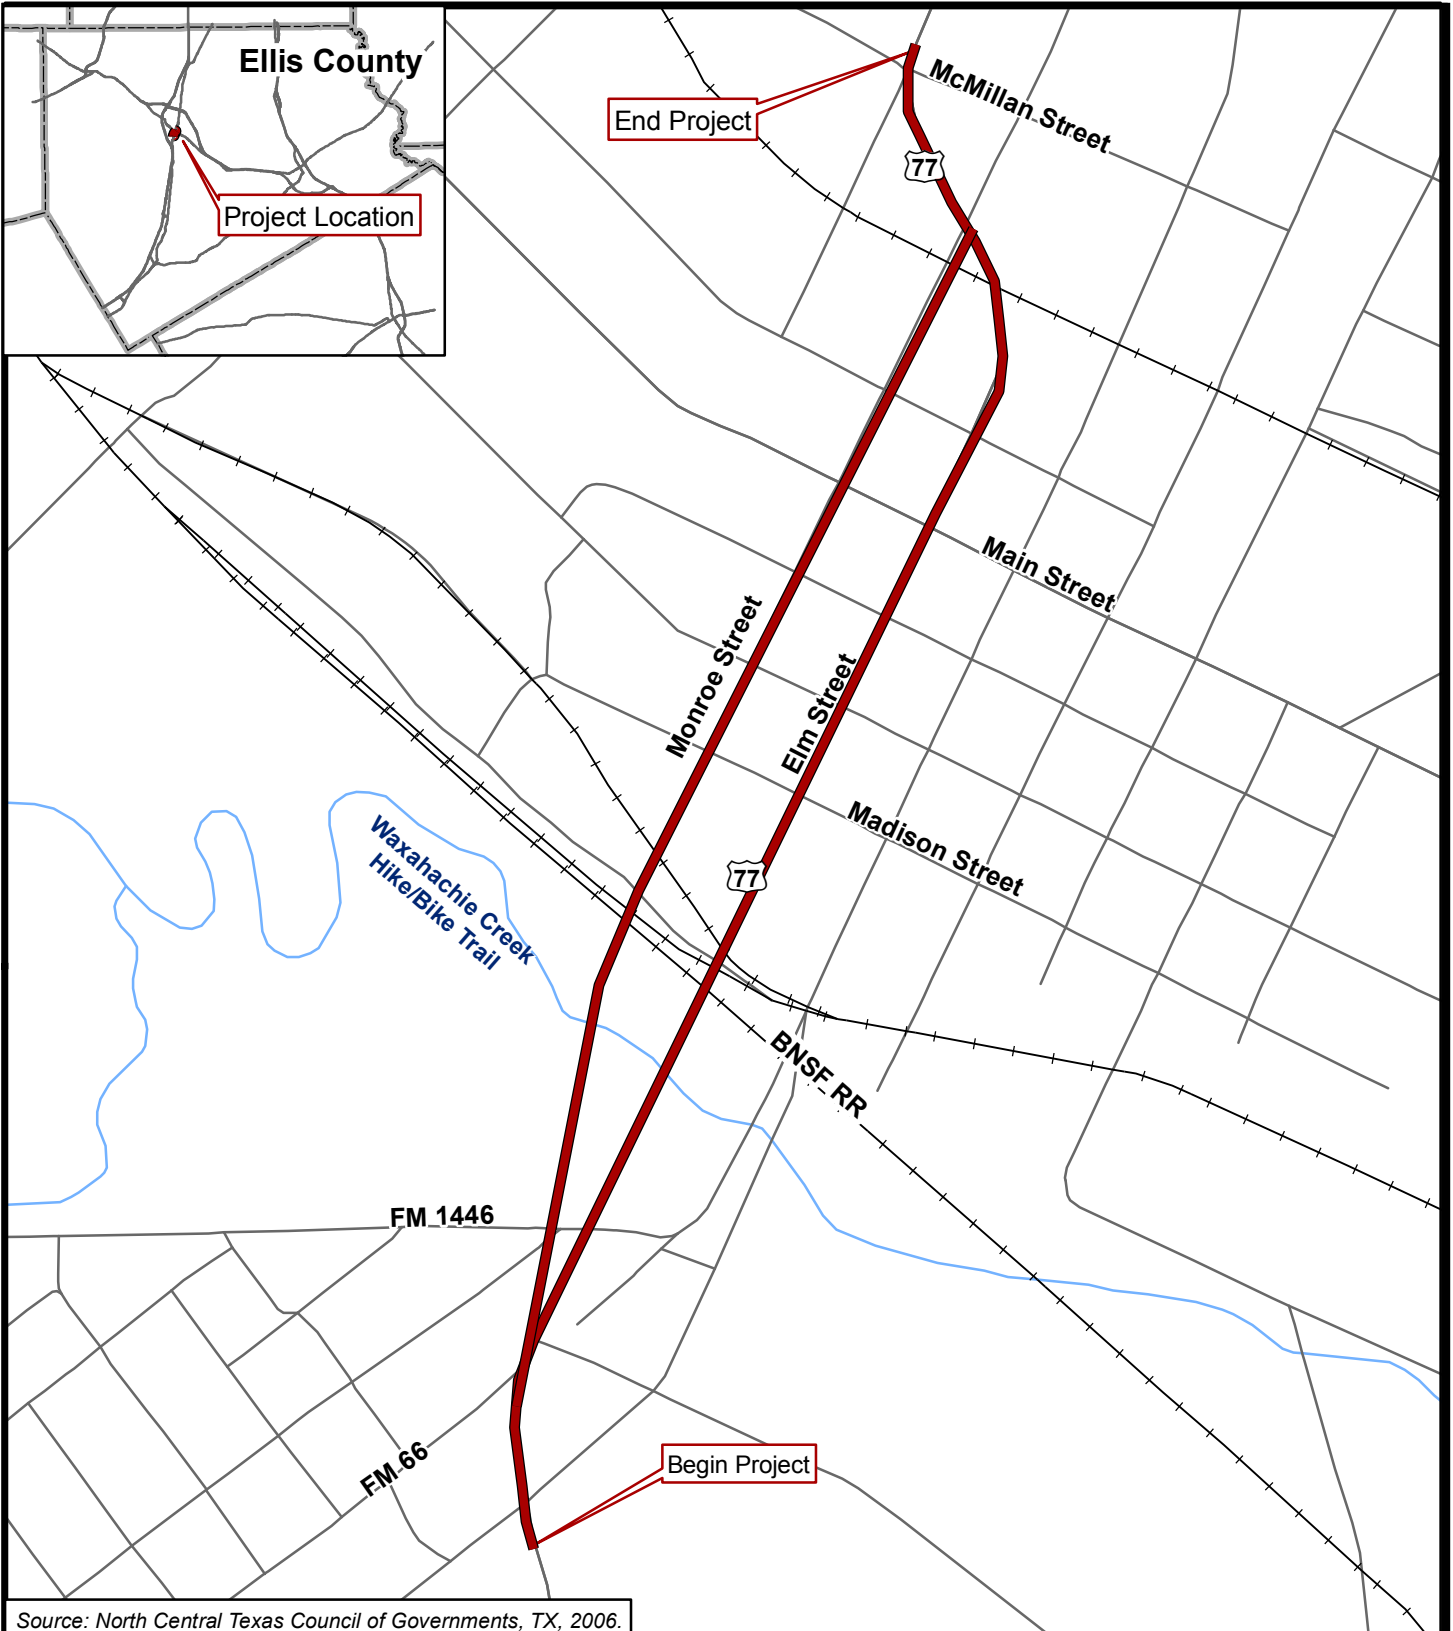 Ellis County
Project Location
End Project
McMillan Street
77
Main Street
Monroe Street
Elm Street
Madison Street
77
Waxahachie Creek
Hike/Bike Trail
BNSF RR
FM 1446
FM 66
Begin Project
Source: North Central Texas Council of Governments, TX, 2006.